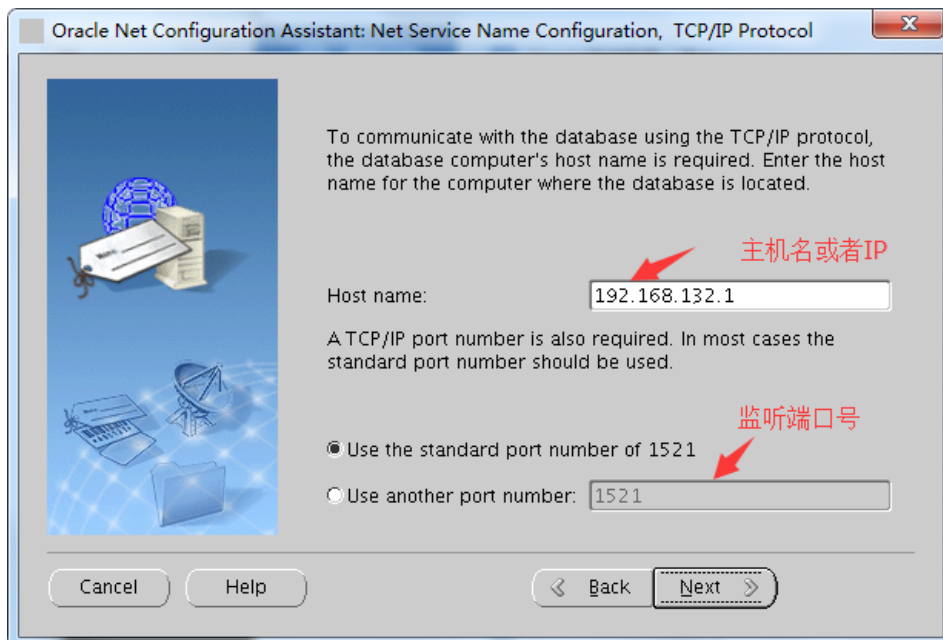 Oracle Net Configuration Assistant: Net Service Name Configuration, TCP/IP Protocol
To communicate with the database using the TCP/IP protocol,
the database computer's host name is required. Enter the host
name for the computer where the database is located.
主机名或者IP
Host name:
192.168.132.1
A TCP/IP port number is also required. In most cases the
standard port number should be used.
监听端口号
Use the standard port number of 1521
Use another port number:
1521
Cancel
Help
Back
Next